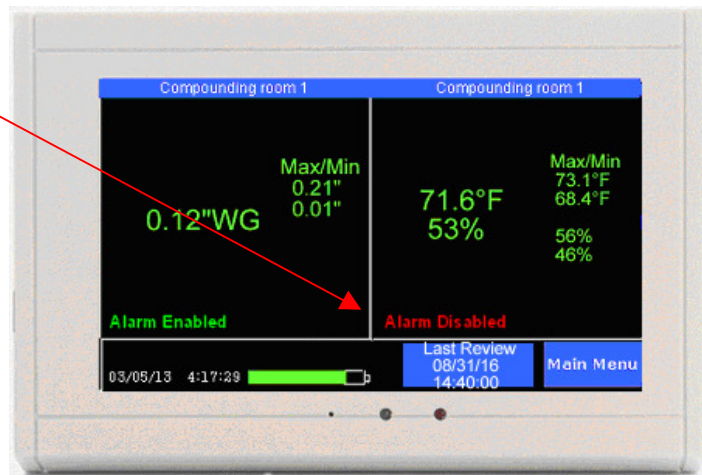 Compounding room 1
0.12"WG
Max/Min
0.21"
0.01"
Alarm Enabled
Compounding room 1
71.6°F
53%
Max/Min
73.1°F
68.4°F
56%
46%
Alarm Disabled
03/05/13 4:17:29
Last Review
08/31/16
14:40:00
Main Menu